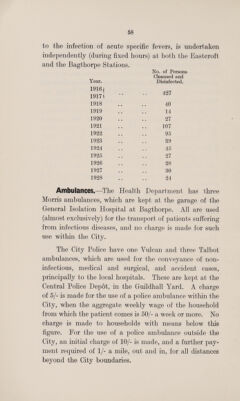 58
to the infection of acute specific fevers, is undertaken
independently (during fixed hours) at both the Eastcroft
and the Bagthorpe Stations.
No. of Persons
Cleansed and
Year. Disinfected.
1916 }
1917 } .. .. 427
1918 .. .. 40
1919 .. .. 14
1920 .. .. 27
1921 .. .. 107
1922 .. .. 95
1923 .. .. 29
1924 .. .. 45
1925 .. .. 27
1926 .. .. 28
1927 .. .. 30
1928 .. .. 24
Ambulances.—The Health Department has three
Morris ambulances, which are kept at the garage of the
General Isolation Hospital at Bagthorpe. All are used
(almost exclusively) for the transport of patients suffering
from infectious diseases, and no charge is made for such
use within the City.
The City Police have one Vulcan and three Talbot
ambulances, which are used for the conveyance of non-
infectious, medical and surgical, and accident cases,
principally to the local hospitals. These are kept at the
Central Police Depôt, in the Guildhall Yard. A charge
of 5/- is made for the use of a police ambulance within the
City, when the aggregate weekly wage of the household
from which the patient comes is 50/- a week or more. No
charge is made to households with means below this
figure. For the use of a police ambulance outside the
City, an initial charge of 10/- is made, and a further pay-
ment required of 1/- a mile, out and in, for all distances
beyond the City boundaries.